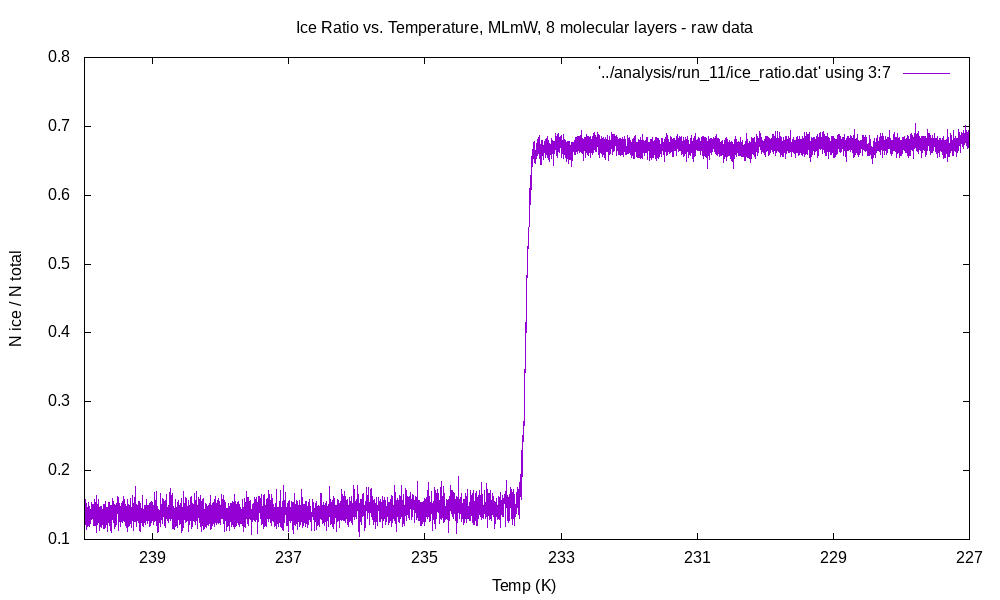 Ice Ratio vs. Temperature, MLmW, 8 molecular layers - raw data
'../analysis/run_11/ice_ratio.dat' using 3:7
N ice / N total
0.8
0.7
0.6
0.5
0.4
0.3
0.2
0.1
239 237 235 233 231 229 227
Temp (K)